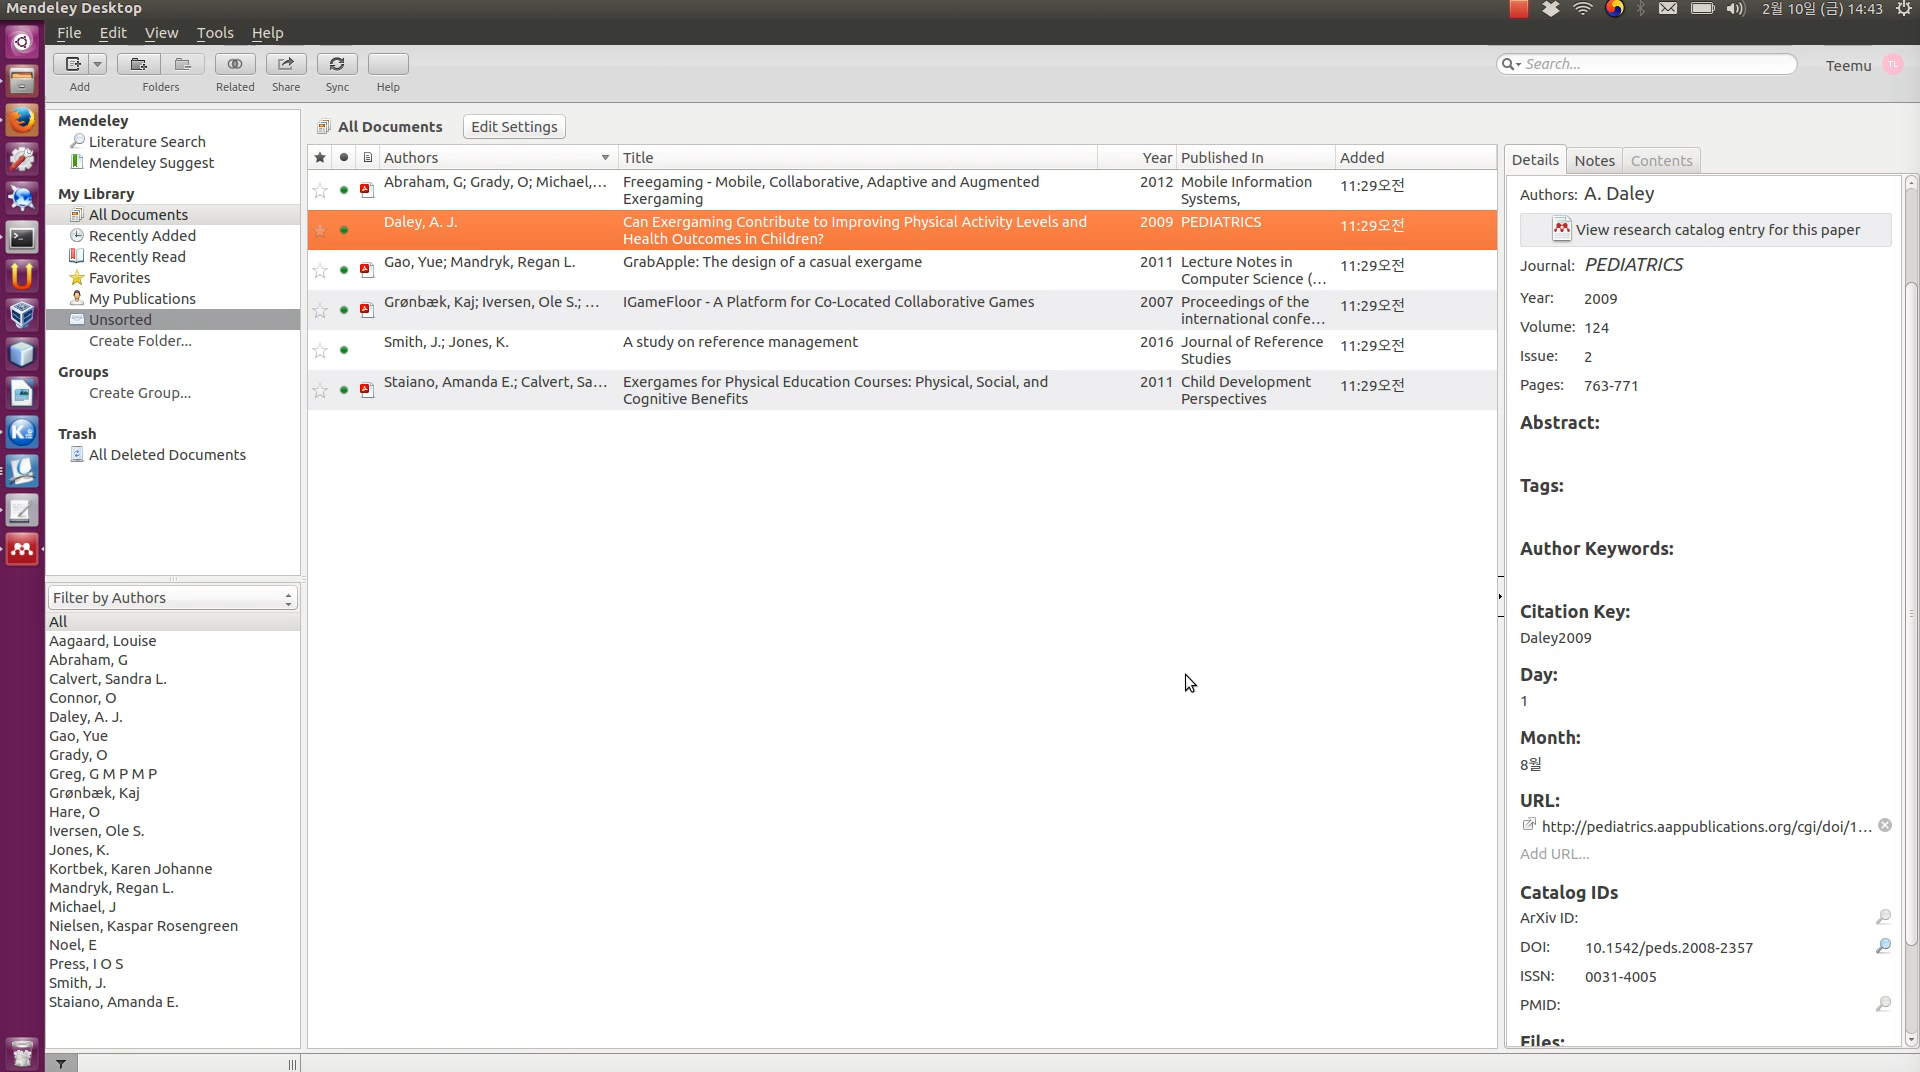 Mendeley Desktop
2월 10일 (금) 14:43
File Edit View Tools Help
Search...
Teemu TL
Add Folders Related Share Sync Help
Mendeley
Literature Search
Mendeley Suggest
My Library
All Documents
Recently Added
Recently Read
Favorites
My Publications
Unsorted
Create Folder...
Groups
Create Group...
Trash
All Deleted Documents
Filter by Authors
All
Aagaard, Louise
Abraham, G
Calvert, Sandra L.
Connor, O
Daley, A. J.
Gao, Yue
Grady, O
Greg, G M P M P
Grønbæk, Kaj
Hare, O
Iversen, Ole S.
Jones, K.
Kortbek, Karen Johanne
Mandryk, Regan L.
Michael, J
Nielsen, Kaspar Rosengreen
Noel, E
Press, I O S
Smith, J.
Staiano, Amanda E.
All Documents Edit Settings
Authors Title Year Published In Added
Abraham, G; Grady, O; Michael,... Freegaming - Mobile, Collaborative, Adaptive and Augmented 2012 Mobile Information 11:29오전
Exergaming Systems,
Daley, A. J. Can Exergaming Contribute to Improving Physical Activity Levels and 2009 PEDIATRICS 11:29오전
Health Outcomes in Children?
Gao, Yue; Mandryk, Regan L. GrabApple: The design of a casual exergame 2011 Lecture Notes in 11:29오전
Computer Science (...
Grønbæk, Kaj; Iversen, Ole S.; ... IGameFloor - A Platform for Co-Located Collaborative Games 2007 Proceedings of the 11:29오전
international confe...
Smith, J.; Jones, K. A study on reference management 2016 Journal of Reference 11:29오전
Studies
Staiano, Amanda E.; Calvert, Sa... Exergames for Physical Education Courses: Physical, Social, and 2011 Child Development 11:29오전
Cognitive Benefits Perspectives
Details Notes Contents
Authors: A. Daley
View research catalog entry for this paper
Journal: PEDIATRICS
Year: 2009
Volume: 124
Issue: 2
Pages: 763-771
Abstract:
Tags:
Author Keywords:
Citation Key:
Daley2009
Day:
1
Month:
8월
URL:
http://pediatrics.aappublications.org/cgi/doi/1...
Add URL...
Catalog IDs
ArXiv ID:
DOI: 10.1542/peds.2008-2357
ISSN: 0031-4005
PMID:
Files: